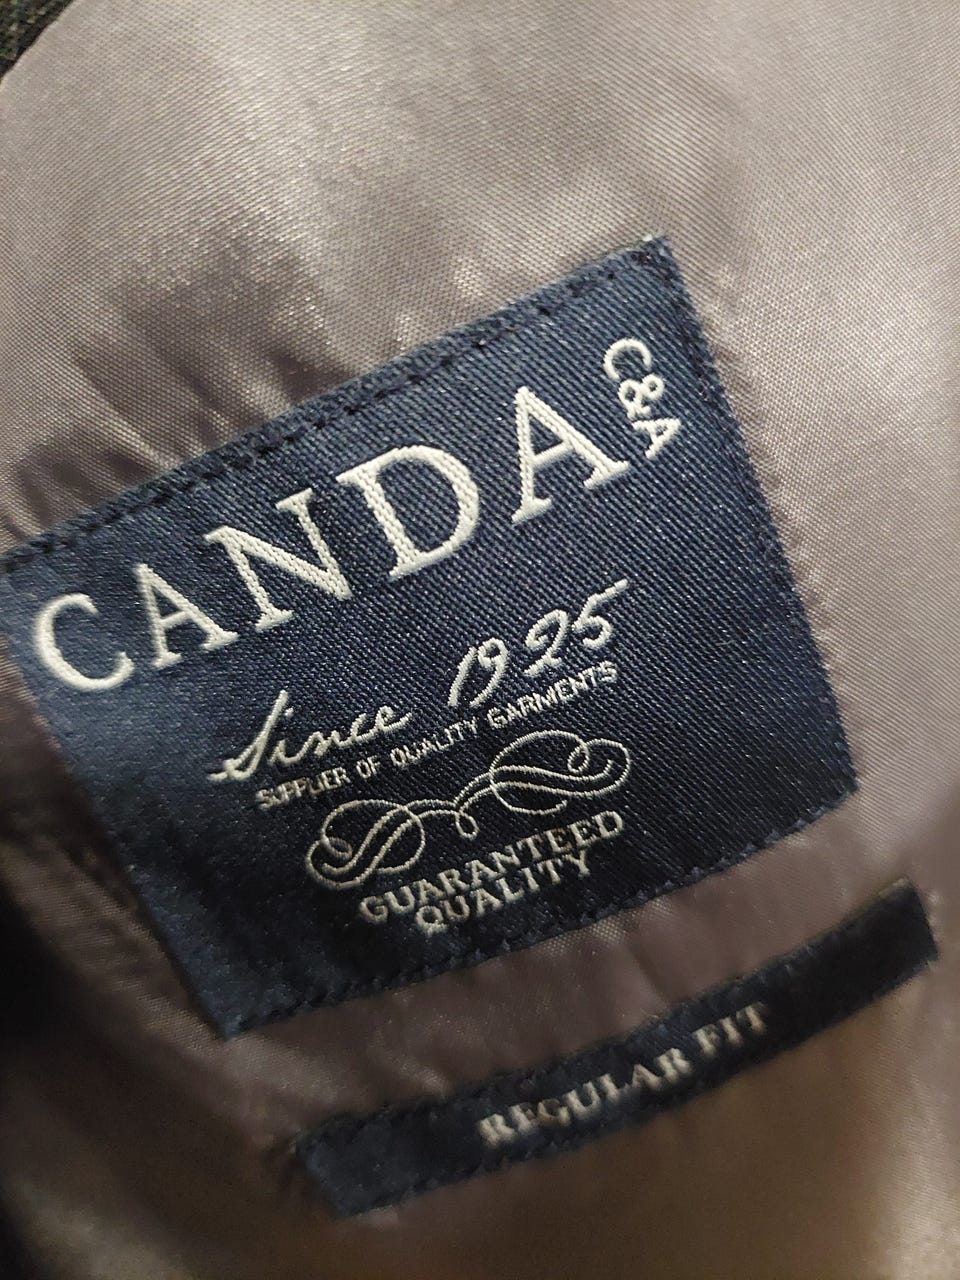 CANDA
C&A
Since 1925
SUPPLIER OF QUALITY GARMENTS
GUARANTEED
QUALITY
REGULAR FIT